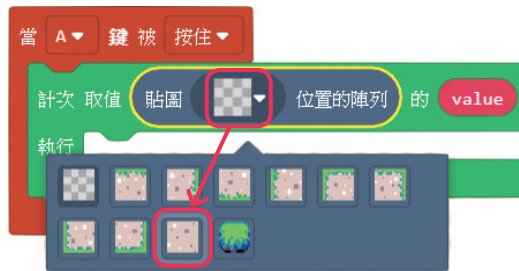 當 A 鍵 被 按住
計次 取值 貼圖 位置的陣列 的 value
執行